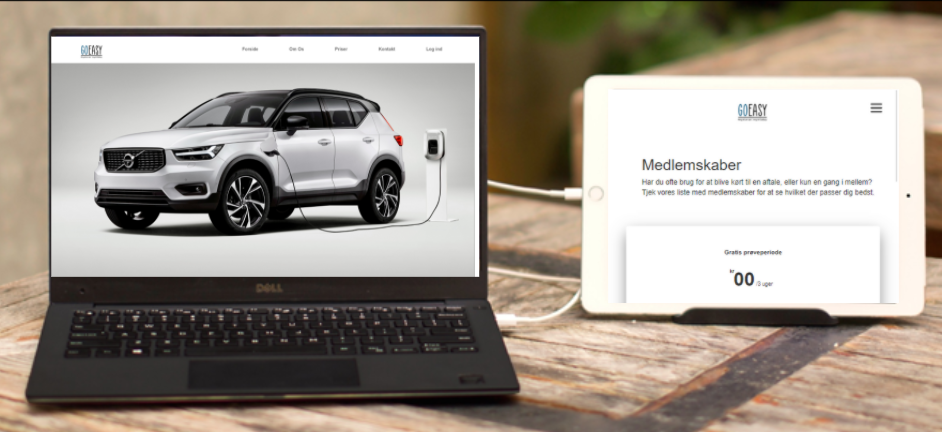 GOEASY
Forside Om Os Priser Kontakt Log ind
VOLVO
DELL
GOEASY
Medlemskaber
Har du ofte brug for at blive kørt til en aftale, eller kun en gang i mellem?
Tjek vores liste med medlemskaber for at se hvilket der passer dig bedst.
Gratis prøveperiode
kr 00 /3 uger